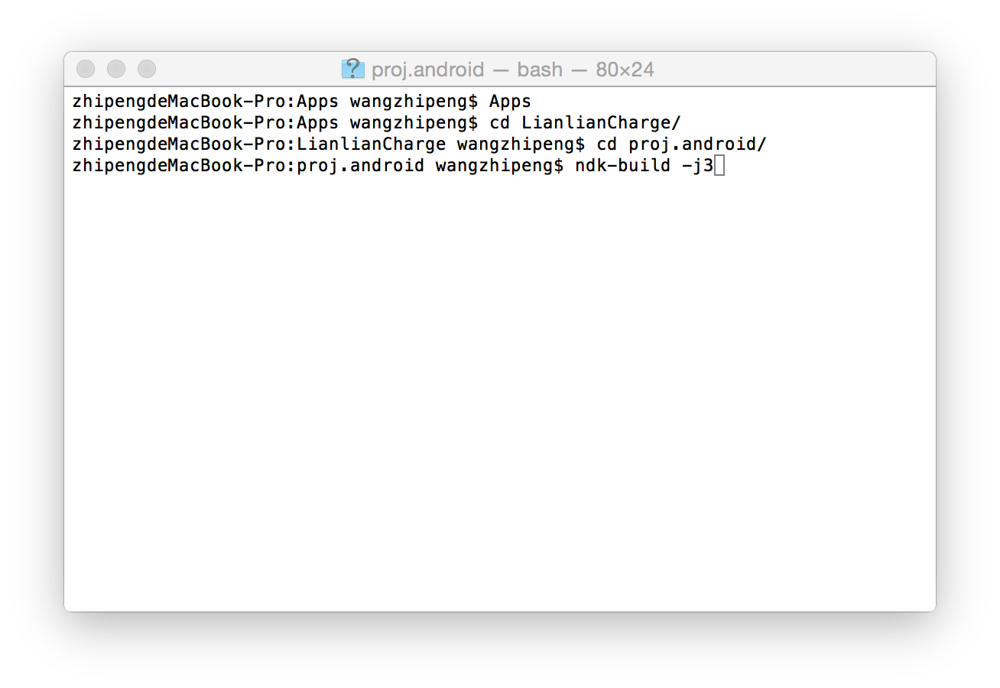 proj.android — bash — 80×24
zhipengdeMacBook-Pro:Apps wangzhipeng$ Apps
zhipengdeMacBook-Pro:Apps wangzhipeng$ cd LianlianCharge/
zhipengdeMacBook-Pro:LianlianCharge wangzhipeng$ cd proj.android/
zhipengdeMacBook-Pro:proj.android wangzhipeng$ ndk-build -j3